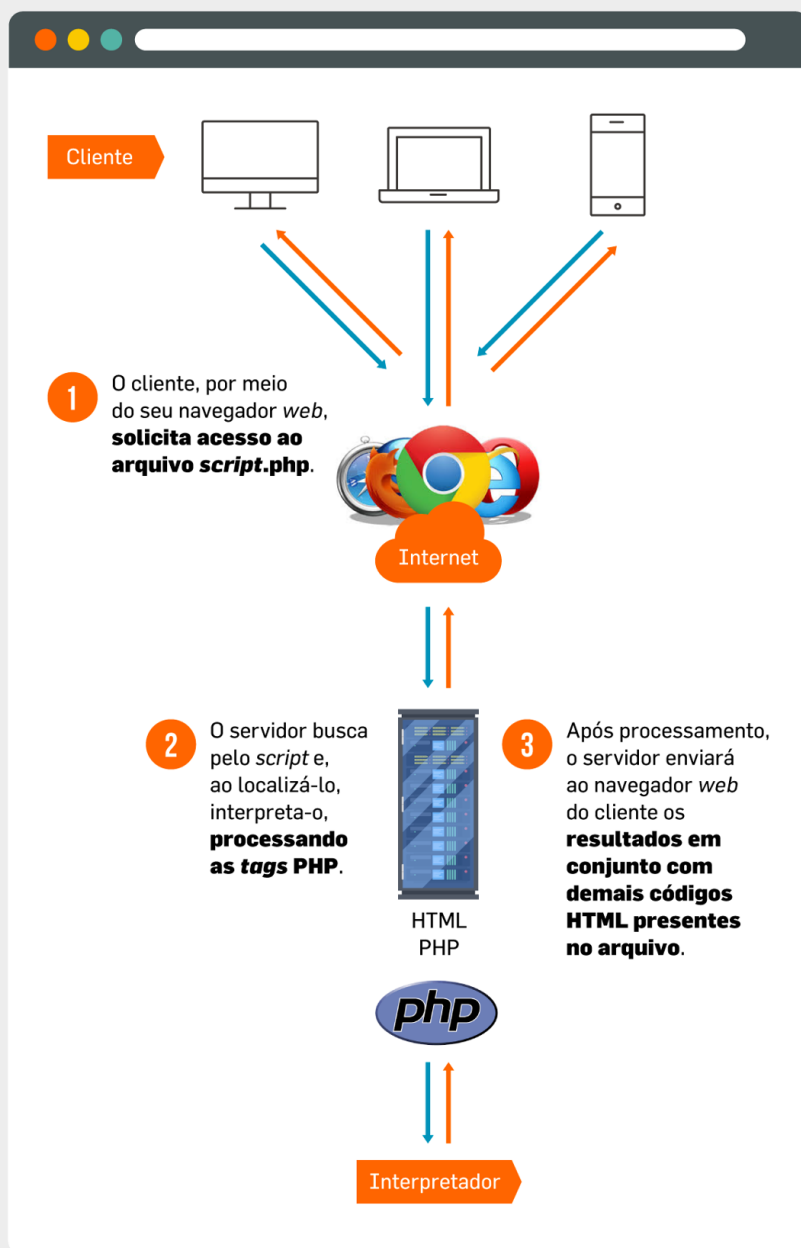 Cliente
1
O cliente, por meio
do seu navegador web,
solicita acesso ao
arquivo script.php.
Internet
2
O servidor busca
pelo script e,
ao localizá-lo,
interpreta-o,
processando
as tags PHP.
3
Após processamento,
o servidor enviará
ao navegador web
do cliente os
resultados em
conjunto com
demais códigos
HTML presentes
no arquivo.
HTML
PHP
php
Interpretador